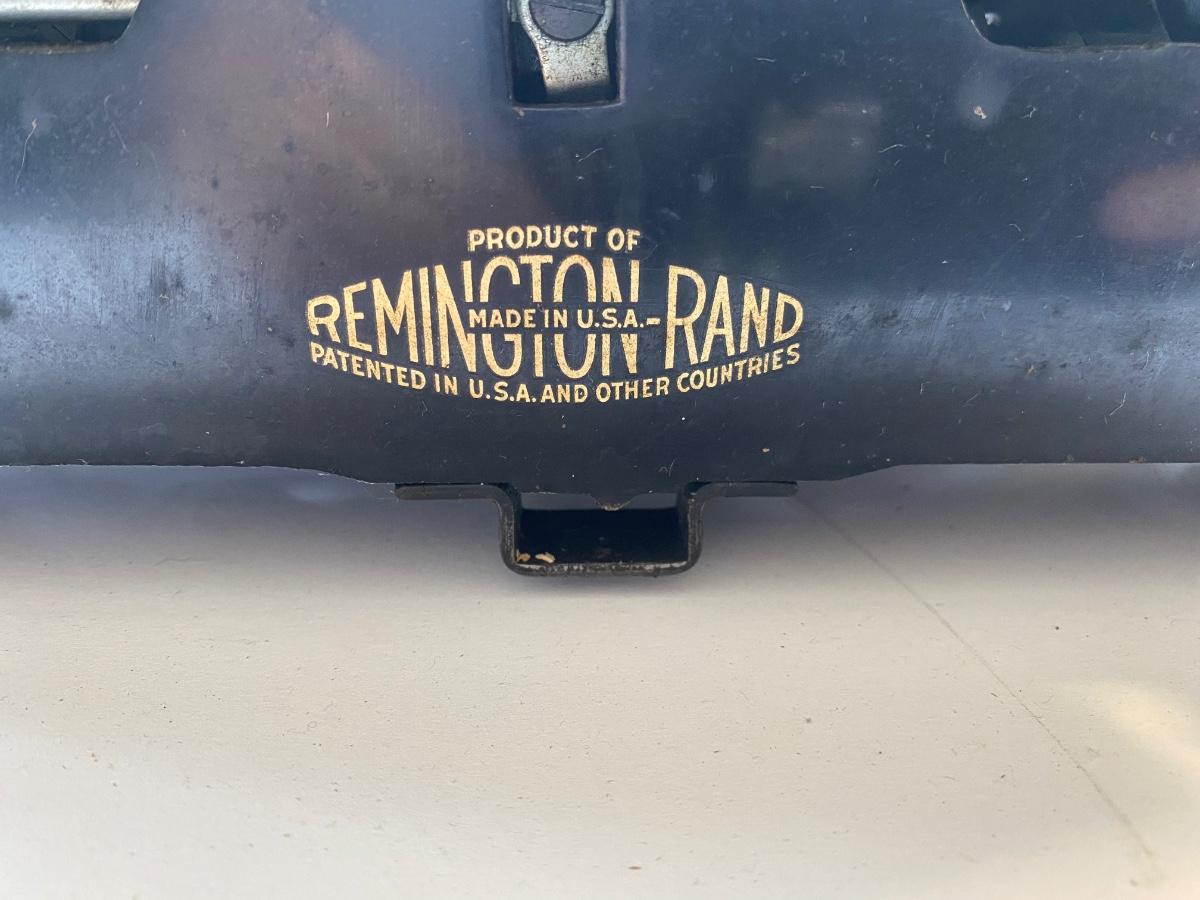 PRODUCT OF
REMINGTON-RAND
MADE IN U.S.A.
PATENTED IN U.S.A. AND OTHER COUNTRIES